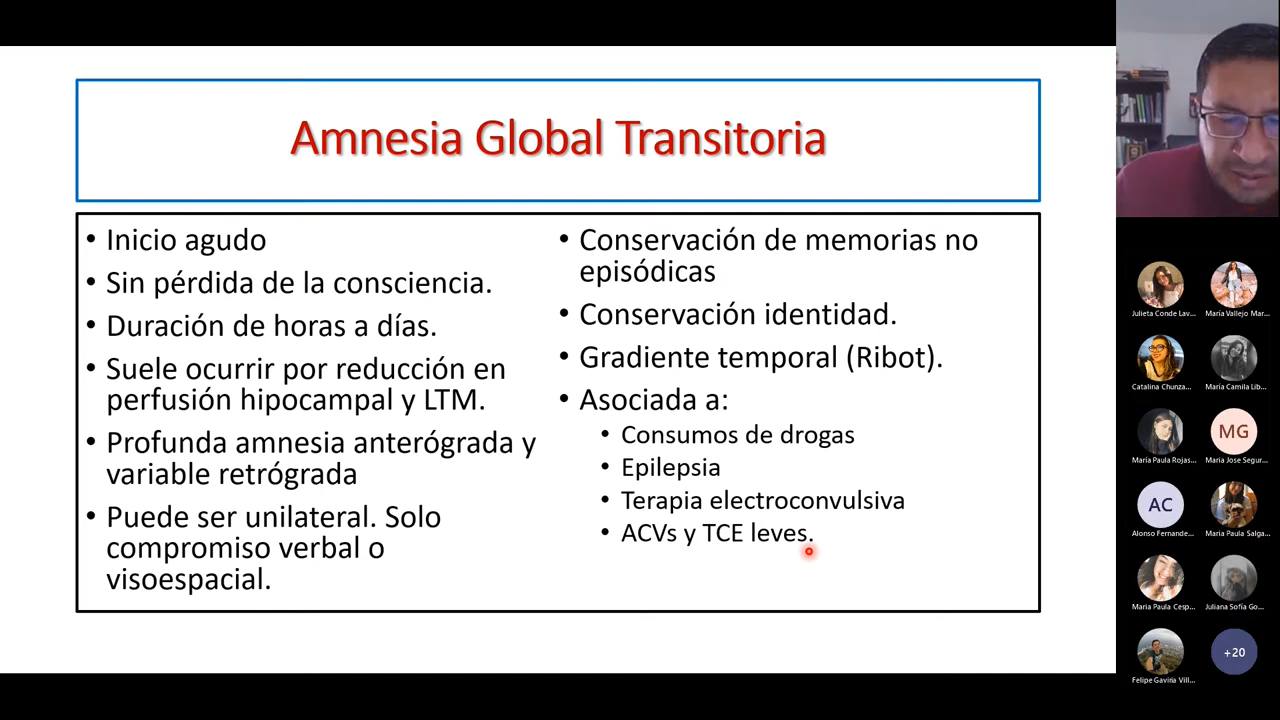 Amnesia Global Transitoria
• Inicio agudo
• Sin pérdida de la consciencia.
• Duración de horas a días.
• Suele ocurrir por reducción en
perfusión hipocampal y LTM.
• Profunda amnesia anterógrada y
variable retrógrada
• Puede ser unilateral. Solo
compromiso verbal o
visoespacial.
• Conservación de memorias no
episódicas
• Conservación identidad.
• Gradiente temporal (Ribot).
• Asociada a:
• Consumos de drogas
• Epilepsia
• Terapia electroconvulsiva
• ACVs y TCE leves.
Julieta Conde Lav...
María Vallejo Mar...
Catalina Chunza...
María Camila Lib...
María Paula Rojas...
MG
Maria Jose Segur...
AC
Alonso Fernande...
Maria Paula Salga...
Maria Paula Cesp...
Juliana Sofía Go...
Felipe Gaviria Vill...
+20